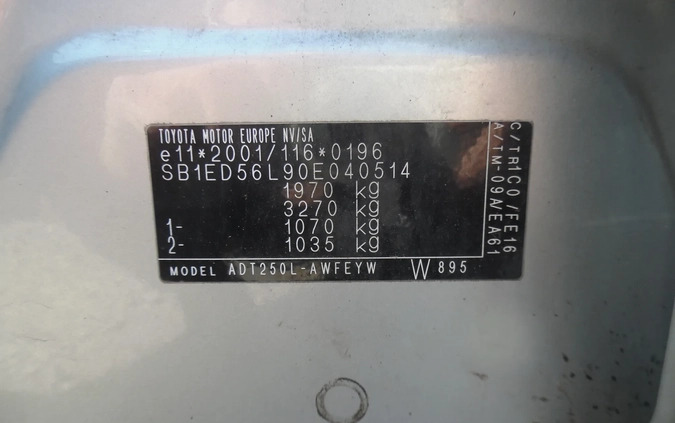 TOYOTA MOTOR EUROPE NV/SA
e11*2001/116*0196
SB1ED56L90E040514
1970 kg
3270 kg
1- 1070 kg
2- 1035 kg
MODEL ADT250L-AWFEYW W895
C/TR1C0/FE16
A/TM-09A/EA61